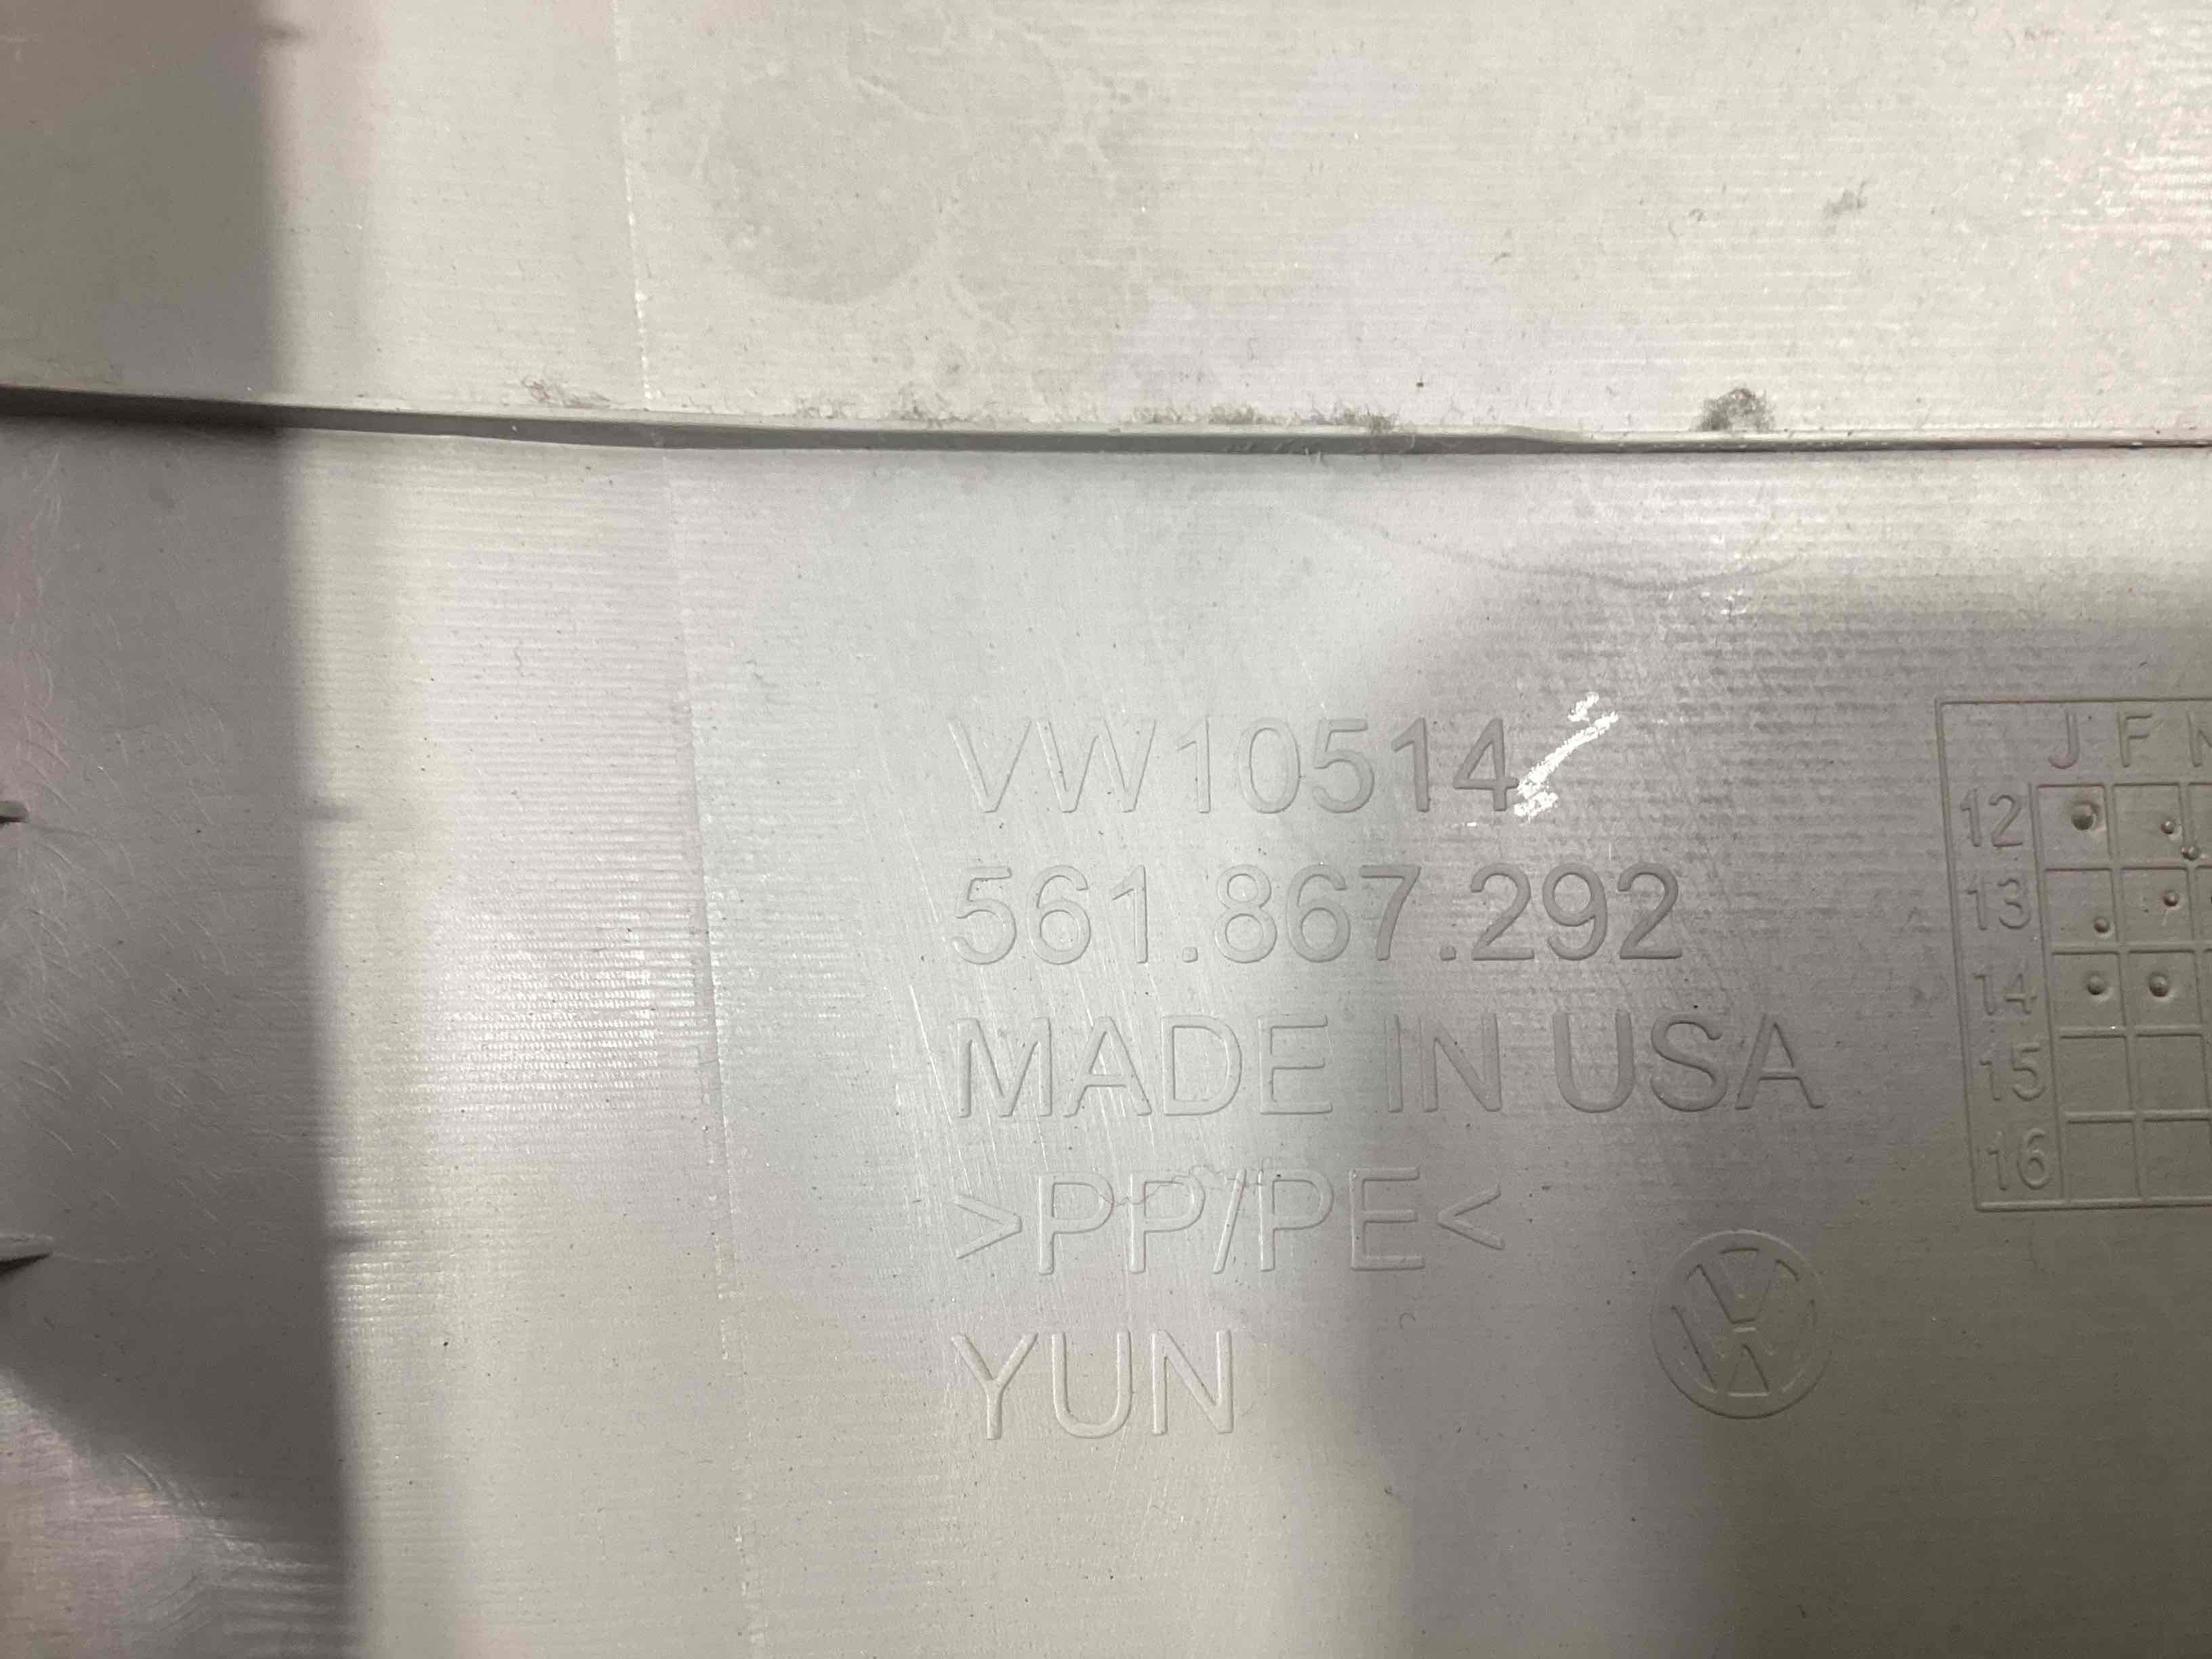 VW10514
561.867.292
MADE IN USA
>PP/PE<
YUN
J F
12
13
14
15
16